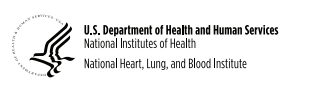 U.S. Department of Health and Human Services
National Institutes of Health
National Heart, Lung, and Blood Institute